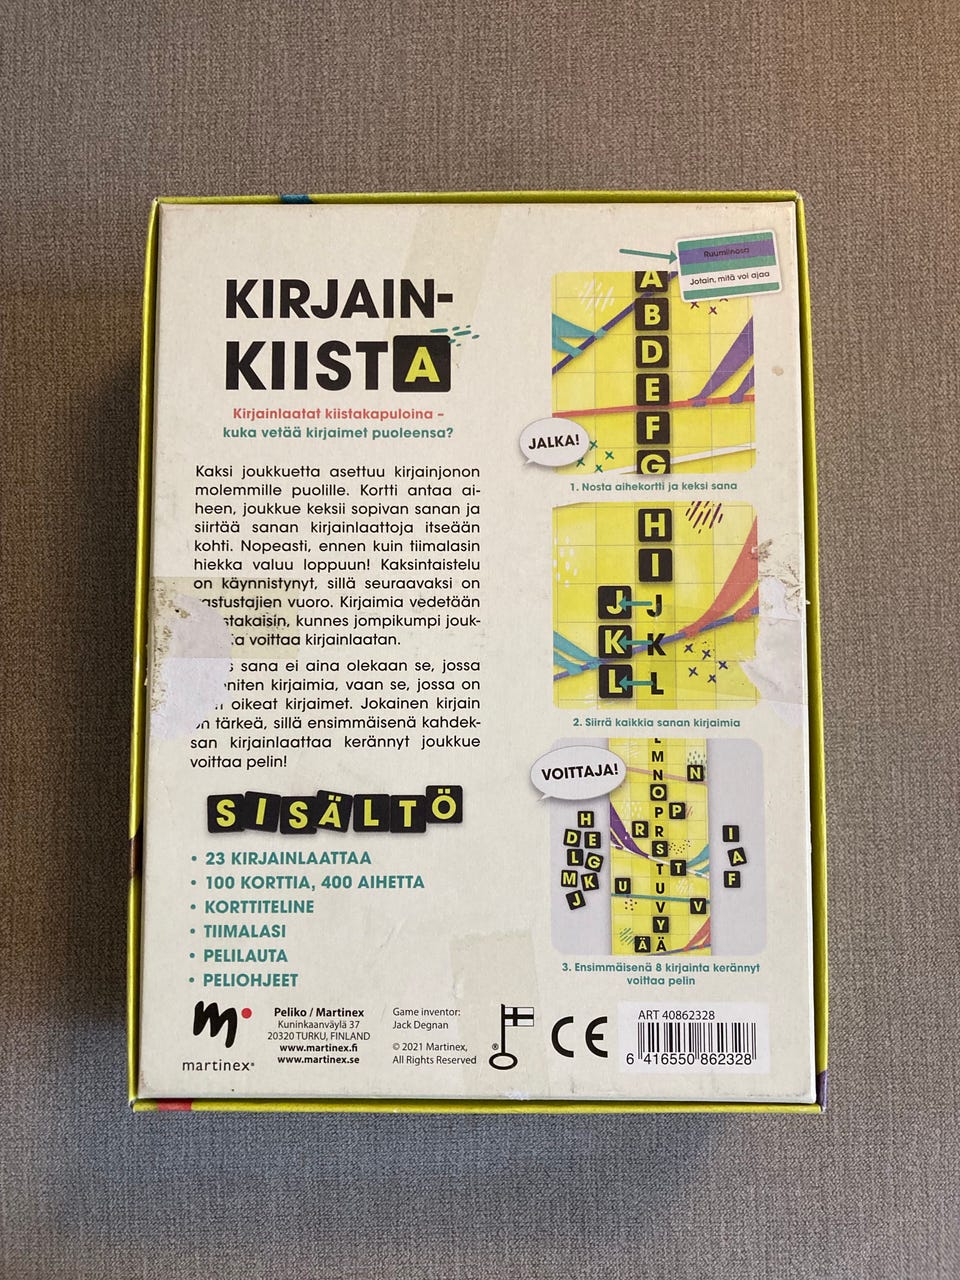 KIRJAIN-
KIISTA
Kirjainlaatat kiistakapuloina –
kuka vetää kirjaimet puoleensa?
Kaksi joukkuetta asettuu kirjainjonon
molemmille puolille. Kortti antaa ai-
heen, joukkue keksii sopivan sanan ja
siirtää sanan kirjainlaattoja itseään
kohti. Nopeasti, ennen kuin tiimalasin
hiekka valuu loppuun! Kaksintaistelu
on käynnistynyt, sillä seuraavaksi on
vastustajien vuoro. Kirjaimia vedetään
kunnes jompikumpi jouk-
voittaa kirjainlaatan.
sana ei aina olekaan se, jossa
eniten kirjaimia, vaan se, jossa on
oikeat kirjaimet. Jokainen kirjain
on tärkeä, sillä ensimmäisenä kahdek-
san kirjainlaattaa kerännyt joukkue
voittaa pelin!
SISÄLTÖ
• 23 KIRJAINLAATTAA
• 100 KORTTIA, 400 AIHETTA
• KORTTITELINE
• TIIMALASI
• PELILAUTA
• PELIOHJEET
Ruumiinosa
Jotain, mitä voi ajaa
A
B
D
E
F
G
JALKA!
1. Nosta aihekortti ja keksi sana
H
I
J J
K K
L L
2. Siirrä kaikkia sanan kirjaimia
VOITTAJA!
L
M
N N
O
P P
R R
S
T T
U U
V V
Y
Ä Ä
H
D E
L G
M K
J
I
A
F
3. Ensimmäisenä 8 kirjainta kerännyt
voittaa pelin
martinex®
Peliko / Martinex
Kuninkaanväylä 37
20320 TURKU, FINLAND
www.martinex.fi
www.martinex.se
Game inventor:
Jack Degnan
© 2021 Martinex,
All Rights Reserved
®
CE
ART 40862328
6 416550 862328